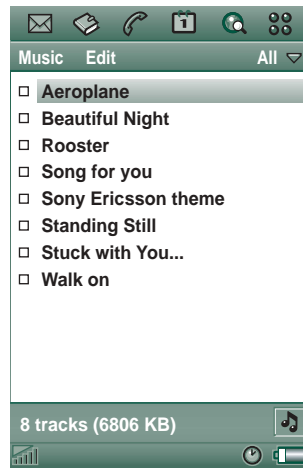 Music Edit All
Aeroplane
Beautiful Night
Rooster
Song for you
Sony Ericsson theme
Standing Still
Stuck with You...
Walk on
8 tracks (6806 KB)